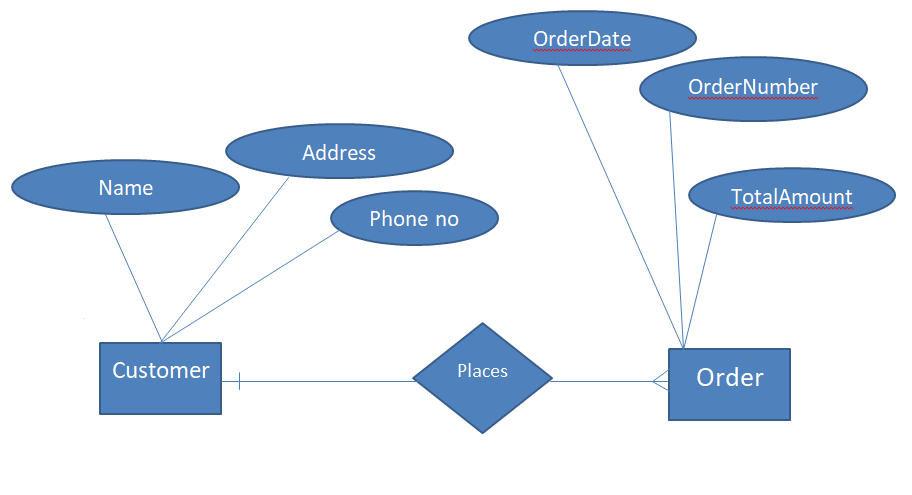 OrderDate
OrderNumber
Address
Name
TotalAmount
Phone no
Customer
Places
Order